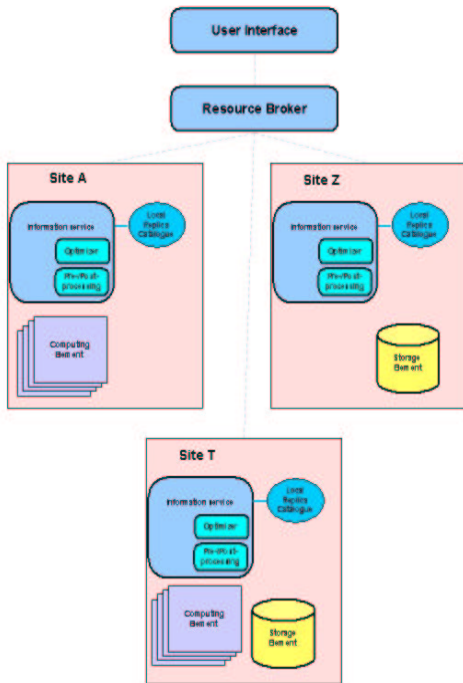 User Interface
Resource Broker
Site A
Information service
Local
Replica
Catalogue
Optimizer
Pre-/Post-
processing
Computing
Element
Site Z
Information service
Local
Replica
Catalogue
Optimizer
Pre-/Post-
processing
Storage
Element
Site T
Information service
Local
Replica
Catalogue
Optimizer
Pre-/Post-
processing
Computing
Element
Storage
Element